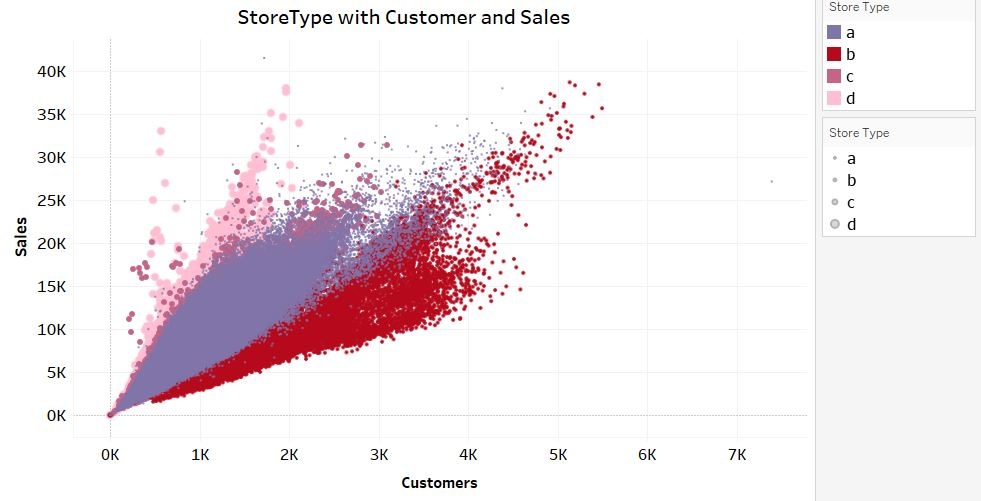 StoreType with Customer and Sales
Store Type
a
b
c
d
Store Type
a
b
c
d
Sales
40K
35K
30K
25K
20K
15K
10K
5K
0K
0K 1K 2K 3K 4K 5K 6K 7K
Customers